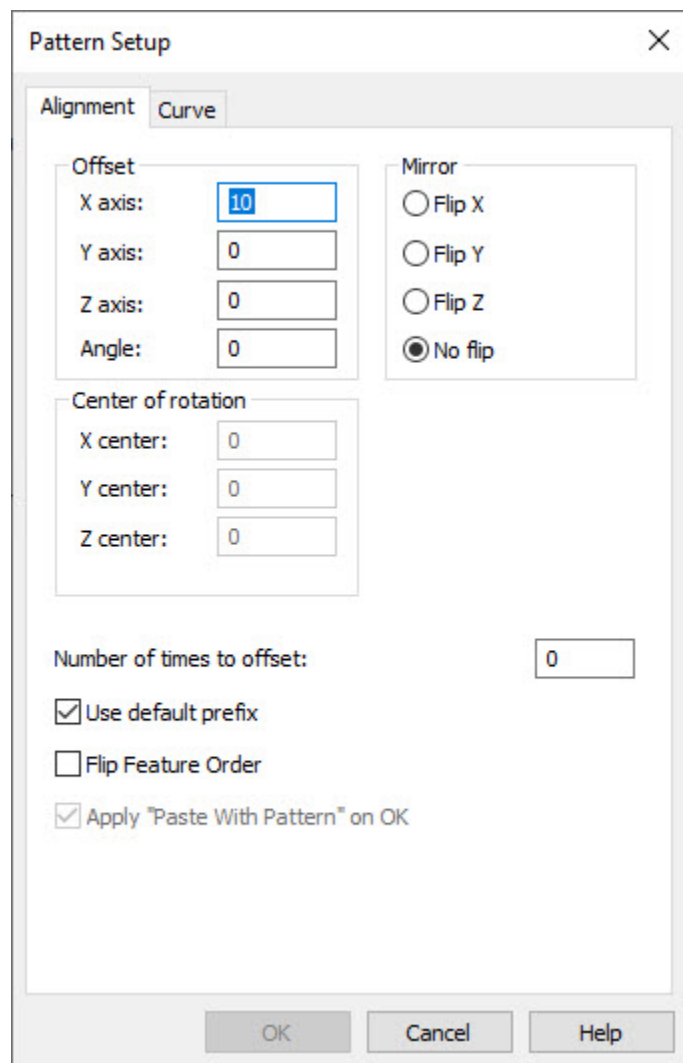 Pattern Setup
Alignment
Curve
Offset
X axis:
10
Y axis:
0
Z axis:
0
Angle:
0
Mirror
Flip X
Flip Y
Flip Z
No flip
Center of rotation
X center:
0
Y center:
0
Z center:
0
Number of times to offset:
0
Use default prefix
Flip Feature Order
Apply "Paste With Pattern" on OK
OK
Cancel
Help